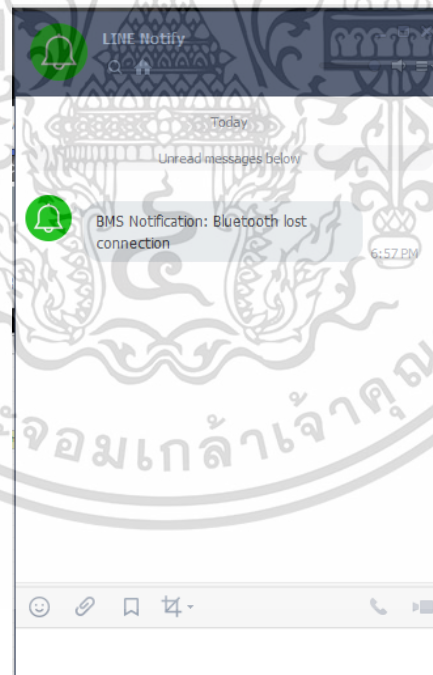 LINE Notify
Today
Unread messages below
BMS Notification: Bluetooth lost
connection
6:57 PM
ะจอมเกล้าเจ้าคุณ